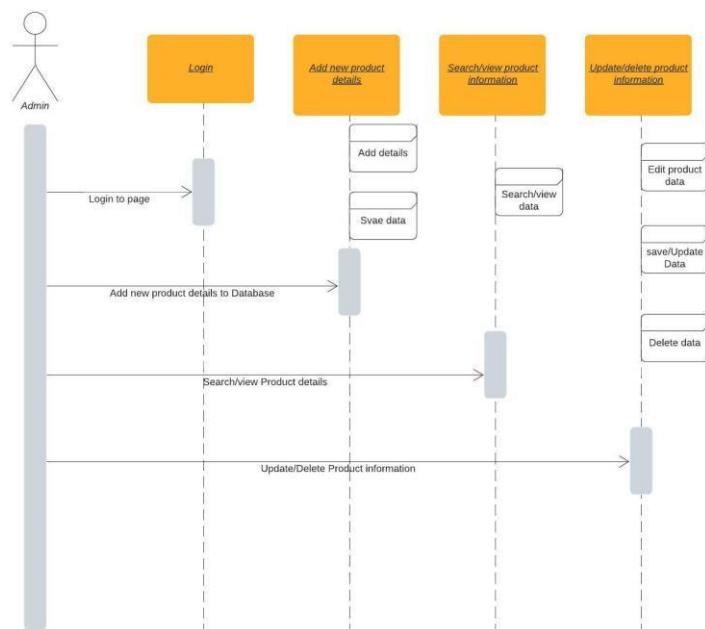 Admin
Login
Add new product
details
Search/view product
information
Update/delete product
information
Add details
Svae data
Search/view
data
Edit product
data
save/Update
Data
Delete data
Login to page
Add new product details to Database
Search/view Product details
Update/Delete Product information